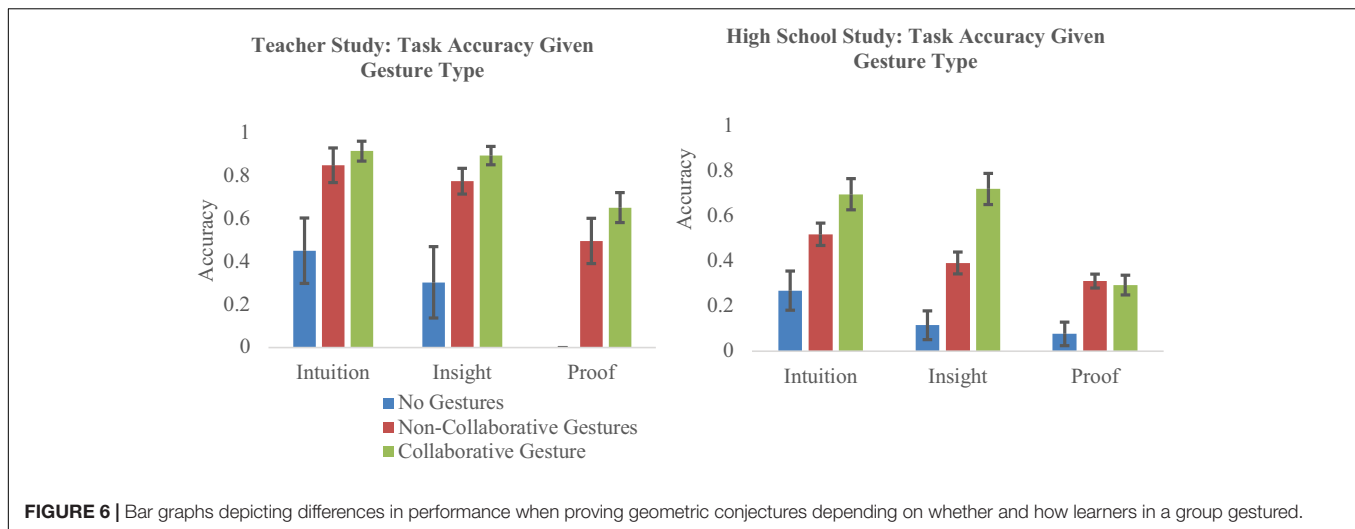 Teacher Study: Task Accuracy Given
Gesture Type
Accuracy
1
0.8
0.6
0.4
0.2
0
Intuition
Insight
Proof
No Gestures
Non-Collaborative Gestures
Collaborative Gesture
High School Study: Task Accuracy Given
Gesture Type
Accuracy
1
0.8
0.6
0.4
0.2
0
Intuition
Insight
Proof
FIGURE 6 | Bar graphs depicting differences in performance when proving geometric conjectures depending on whether and how learners in a group gestured.